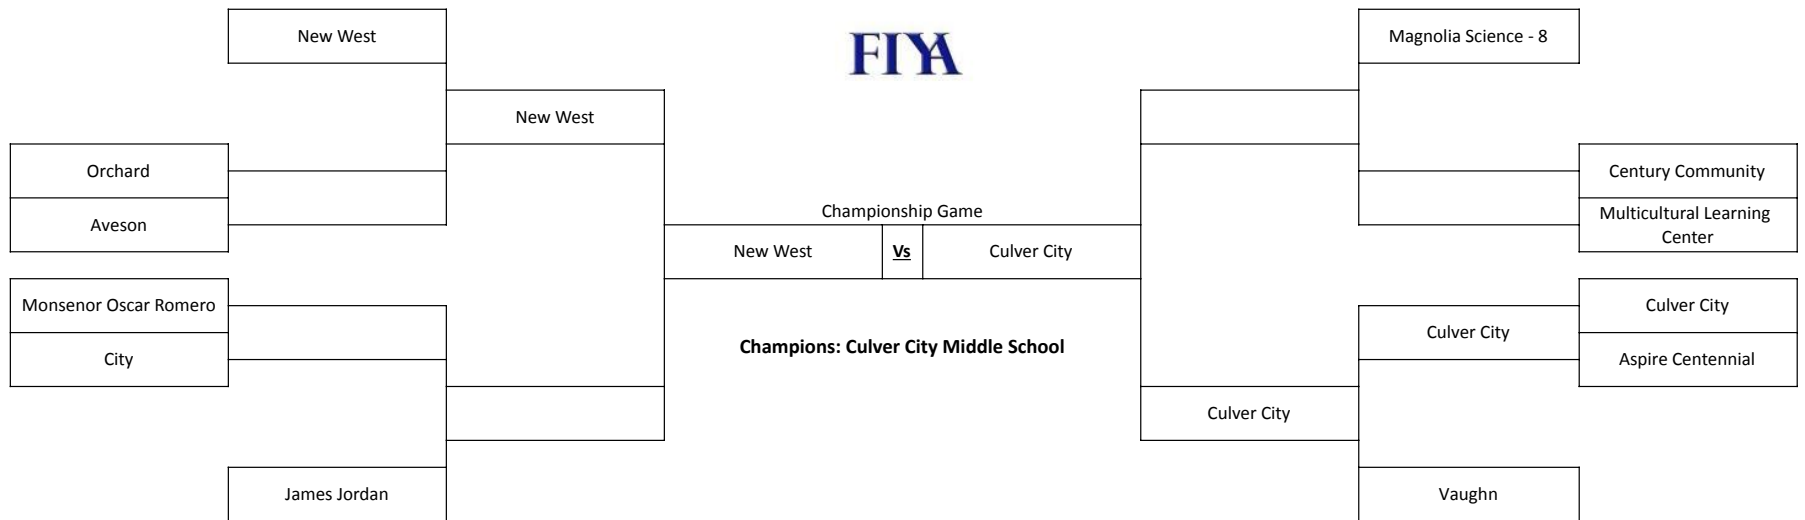 New West
FIYA
Magnolia Science - 8
New West
Orchard
Century Community
Aveson
Championship Game
Multicultural Learning
Center
New West
Vs
Culver City
Monsenor Oscar Romero
Culver City
Culver City
City
Champions: Culver City Middle School
Aspire Centennial
Culver City
James Jordan
Vaughn